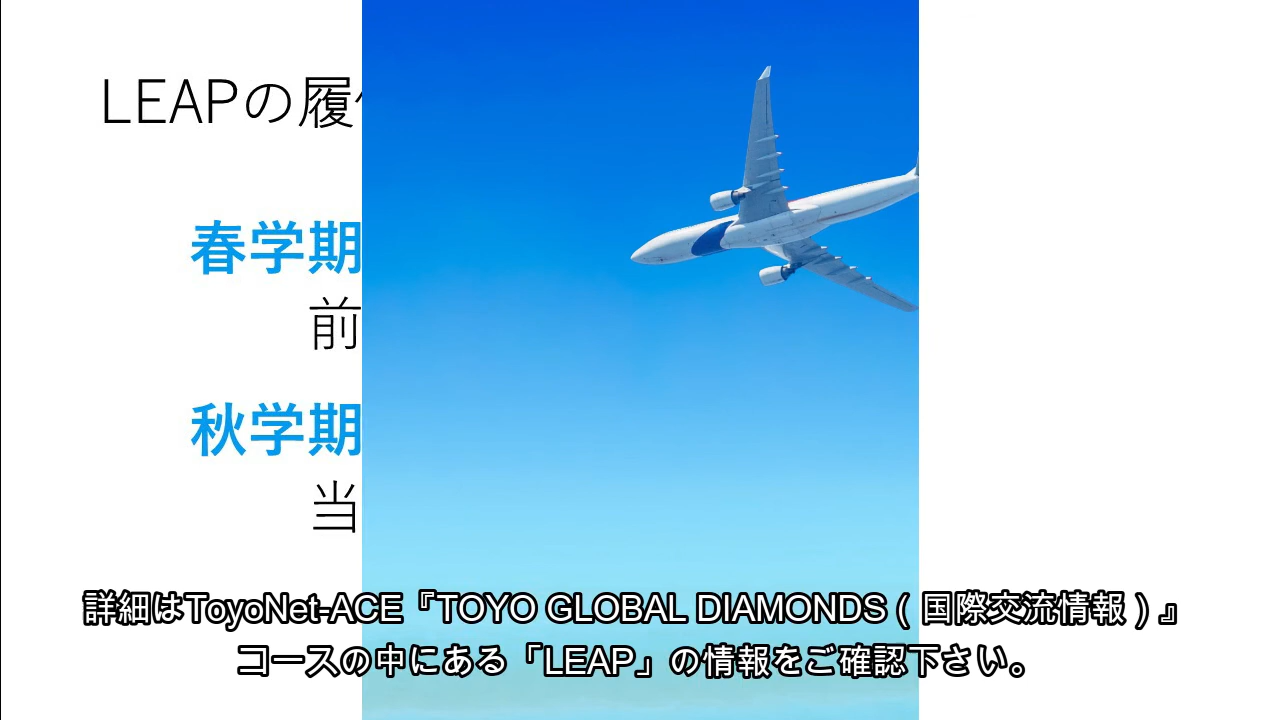 LEAPの履
春学期
前
秋学期
当
詳細はToyoNet-ACE『TOYO GLOBAL DIAMONDS（国際交流情報）』
コースの中にある「LEAP」の情報をご確認下さい。